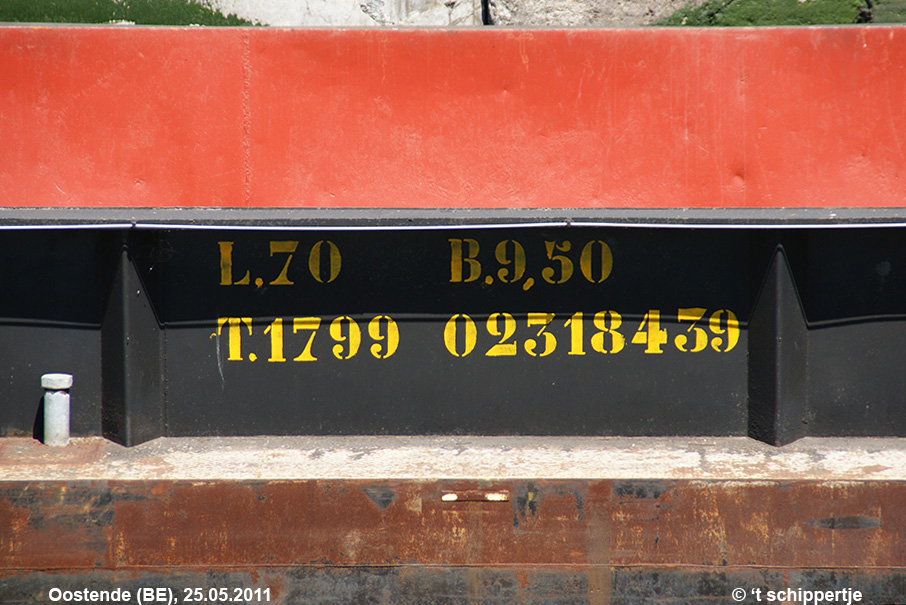 L.70 B.9,50
T.1799 02318439
Oostende (BE), 25.05.2011 © 't schippertje